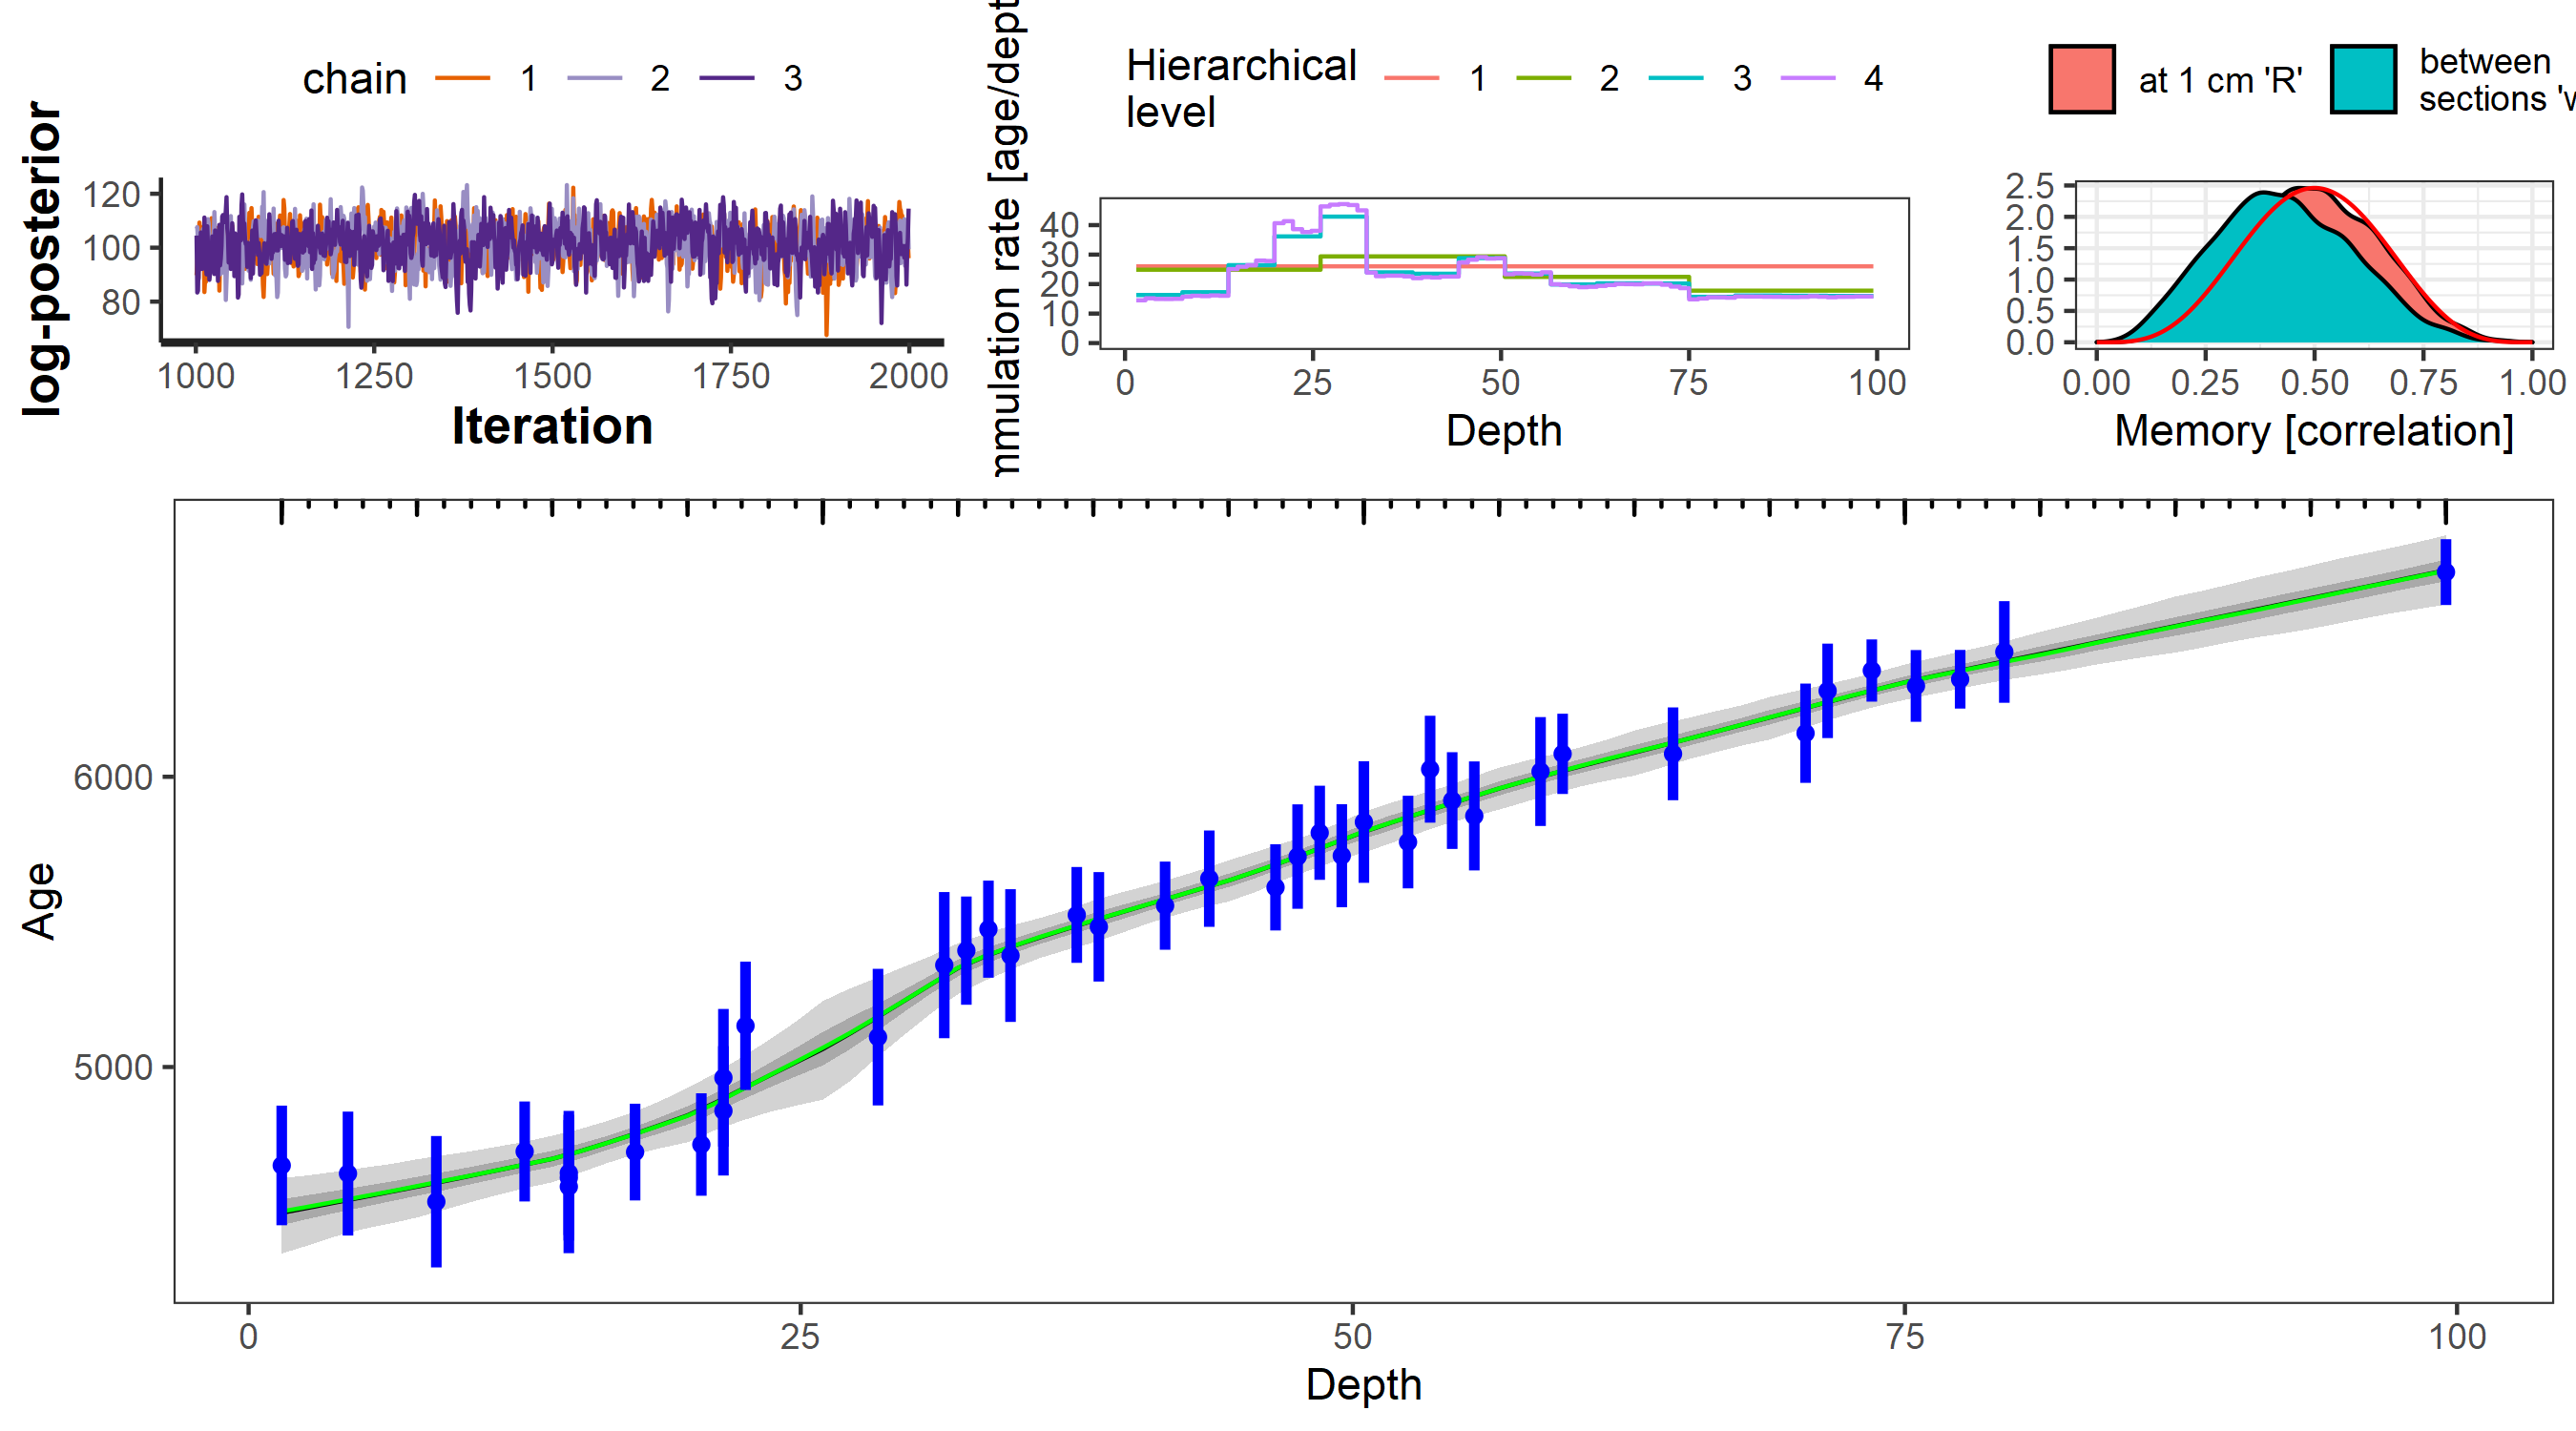 chain 1 2 3
log-posterior
120
100
80
1000 1250 1500 1750 2000
Iteration
Hierarchical
level
1 2 3 4
rate [age/
40
30
20
10
0
0 25 50 75 100
Depth
at 1 cm 'R'
between
sections
2.5
2.0
1.5
1.0
0.5
0.0
0.00 0.25 0.50 0.75 1.00
Memory [correlation]
Age
6000
5000
0 25 50 75 100
Depth